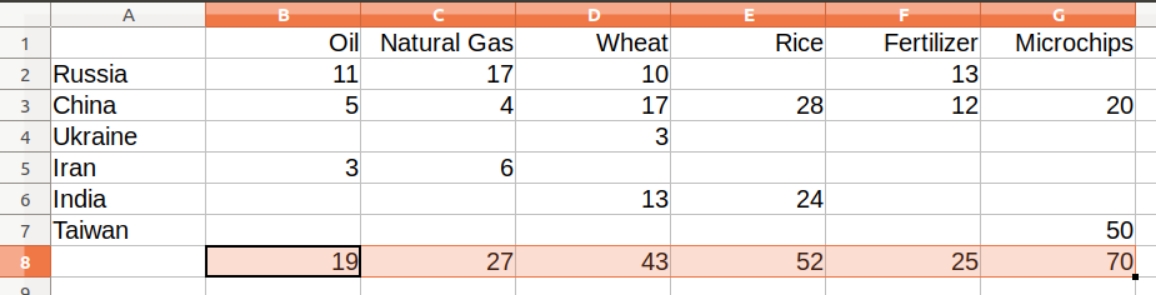 A B C D E F G
1 Oil Natural Gas Wheat Rice Fertilizer Microchips
2 Russia 11 17 10 13
3 China 5 4 17 28 12 20
4 Ukraine 3
5 Iran 3 6
6 India 13 24
7 Taiwan 50
8 19 27 43 52 25 70
9